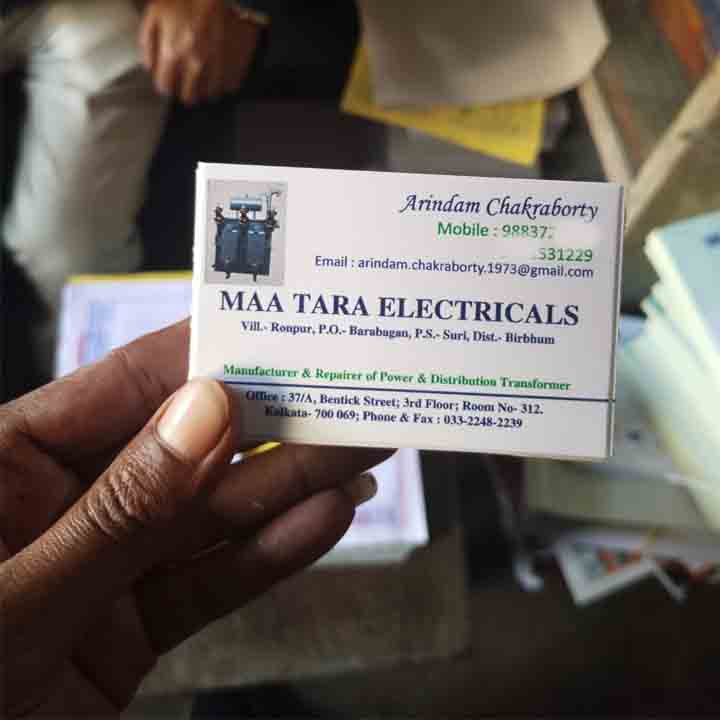 Arindam Chakraborty
Mobile : 98837
531229
Email : arindam.chakraborty.1973@gmail.com
MAA TARA ELECTRICALS
Vill.- Ronpur, P.O.- Barabagan, P.S.- Suri, Dist.- Birbhum
Manufacturer & Repairer of Power & Distribution Transformer
Office : 37/A, Bentick Street; 3rd Floor; Room No- 312.
Kolkata- 700 069; Phone & Fax : 033-2248-2239